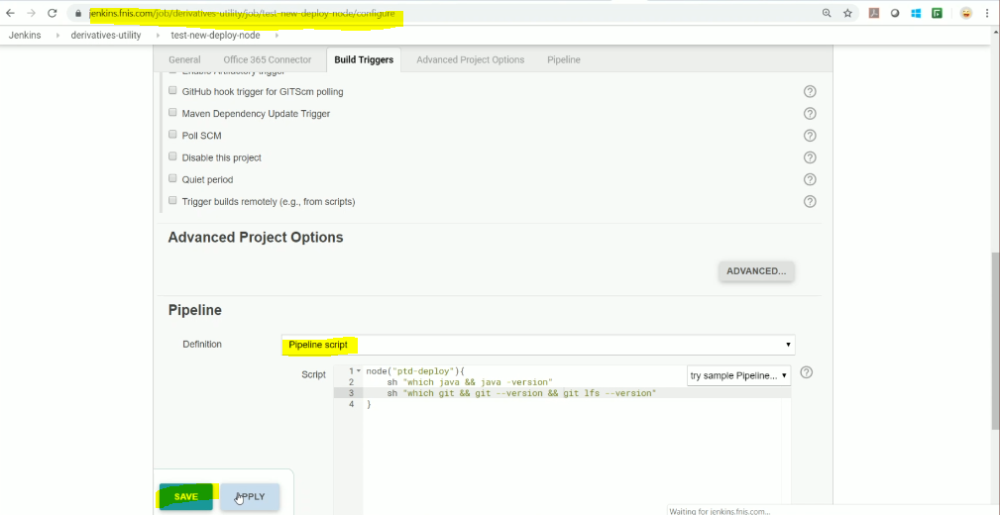 jenkins.fnis.com/job/derivatives-utility/job/test-new-deploy-node/configure
Jenkins derivatives-utility test-new-deploy-node
General Office 365 Connector Build Triggers Advanced Project Options Pipeline
Enable Artifactory trigger
GitHub hook trigger for GITScm polling
Maven Dependency Update Trigger
Poll SCM
Disable this project
Quiet period
Trigger builds remotely (e.g., from scripts)
Advanced Project Options
ADVANCED...
Pipeline
Definition Pipeline script
Script
try sample Pipeline...
1 node("ptd-deploy"){
2 sh "which java && java -version"
3 sh "which git && git --version && git lfs --version"
4 }
SAVE APPLY
Waiting for jenkins.fnis.com...